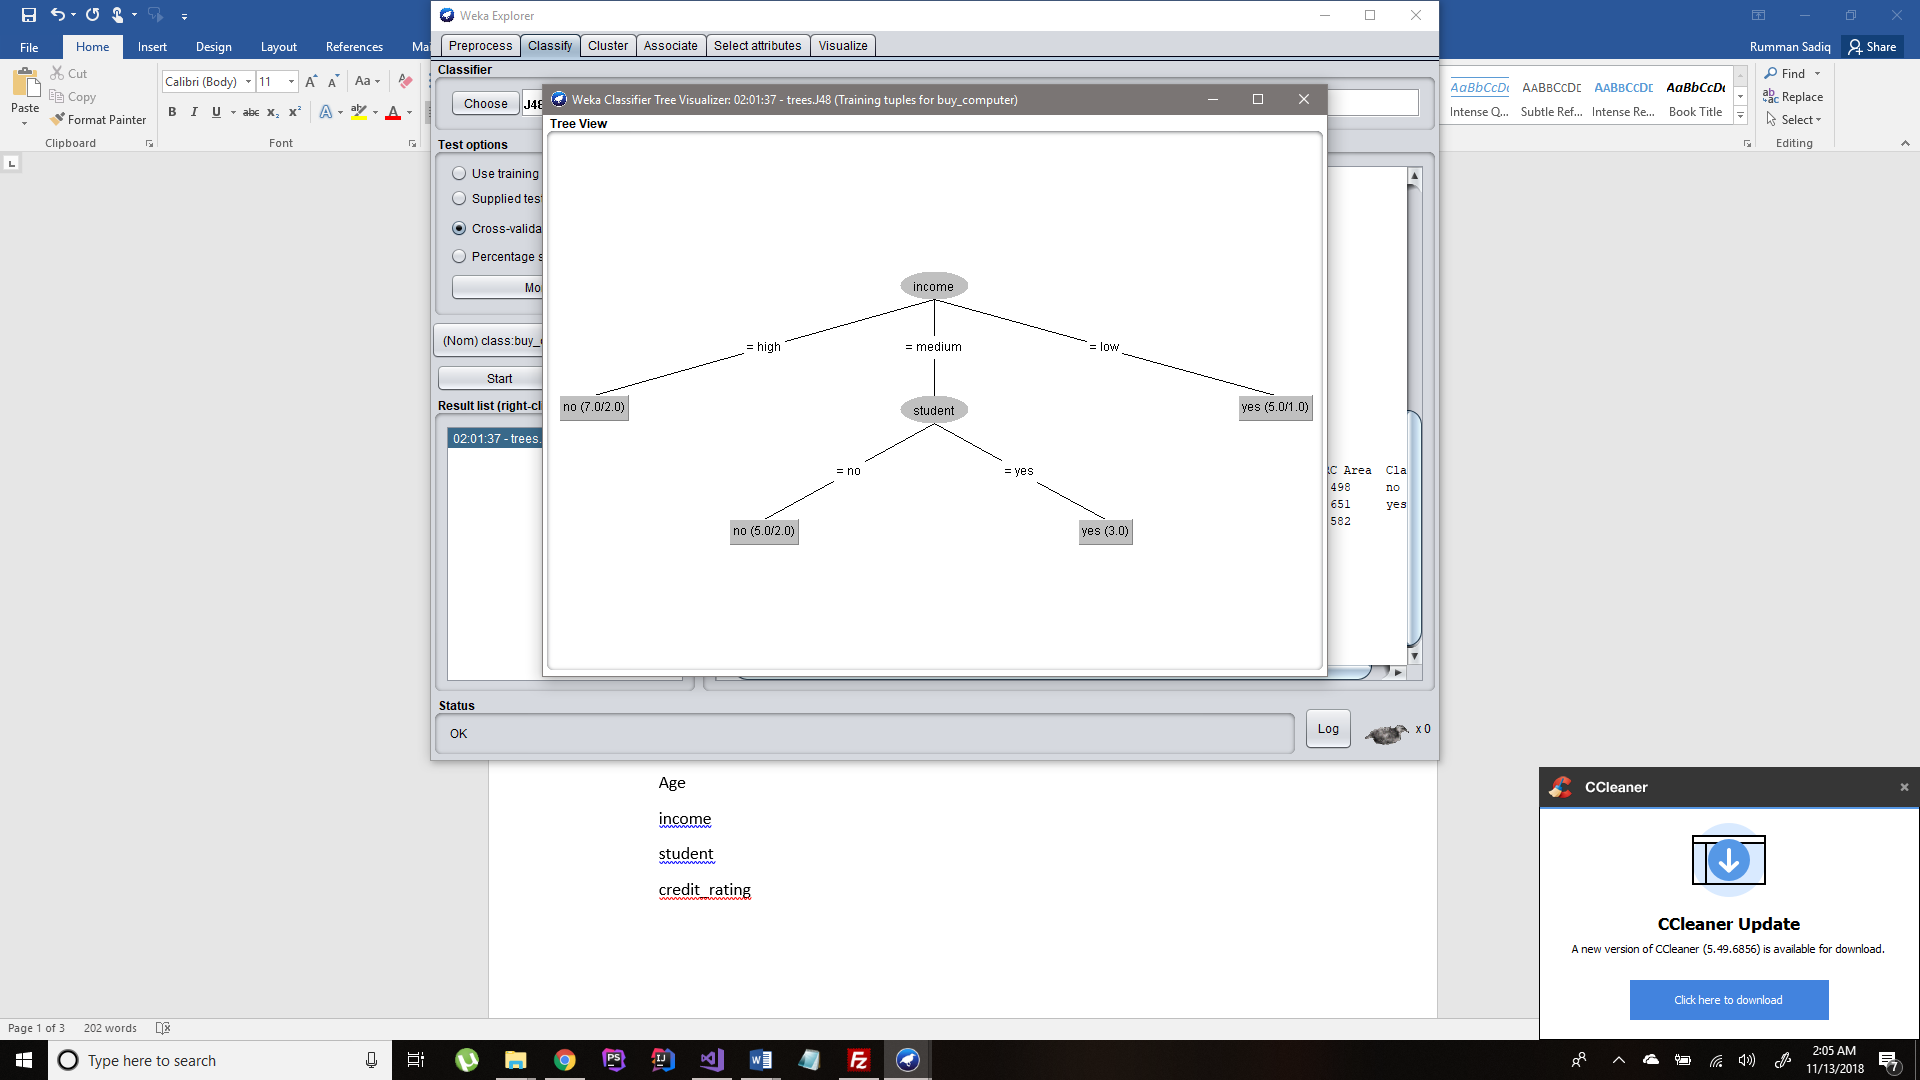 Weka Explorer
File
Home
Insert
Design
Layout
References
Rumman Sadiq
Share
Preprocess
Classify
Cluster
Associate
Select attributes
Visualize
Classifier
Choose
J48
Paste
Cut
Copy
Format Painter
Clipboard
Calibri (Body)
11
Aa
B I U abc x₂ x²
A
A
Font
AaBbCcDc
AABBCCDE
AABBCCDE
AaBbCcDc
Intense Q...
Subtle Ref...
Intense Re...
Book Title
Find
Replace
Select
Editing
Weka Classifier Tree Visualizer: 02:01:37 - trees.J48 (Training tuples for buy_computer)
Tree View
Test options
Use training
Supplied test
Cross-valida
Percentage s
Mo
(Nom) class:buy_c
Start
Result list (right-cli
02:01:37 - trees.
income
= high
= medium
= low
no (7.0/2.0)
student
yes (5.0/1.0)
= no
= yes
no (5.0/2.0)
yes (3.0)
C Area Cla
498 no
651 yes
582
Status
OK
Log
x 0
Age
income
student
credit_rating
CCleaner
CCleaner Update
A new version of CCleaner (5.49.6856) is available for download.
Click here to download
Page 1 of 3
202 words
Type here to search
2:05 AM
11/13/2018
7